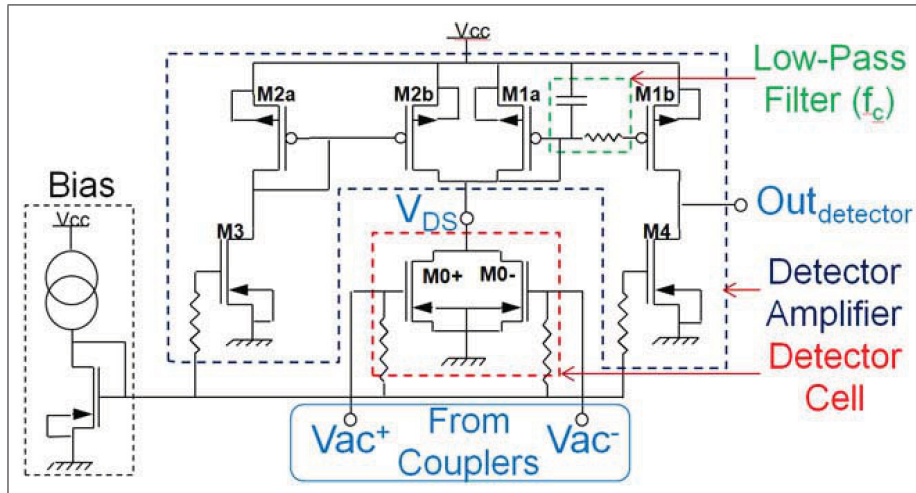 Vcc
Low-Pass
Filter (fc)
M2a
M2b
M1a
M1b
Bias
Vcc
VDS
Outdetector
M3
M4
M0+
M0-
Detector
Amplifier
Detector
Cell
Vac+
From
Couplers
Vac-